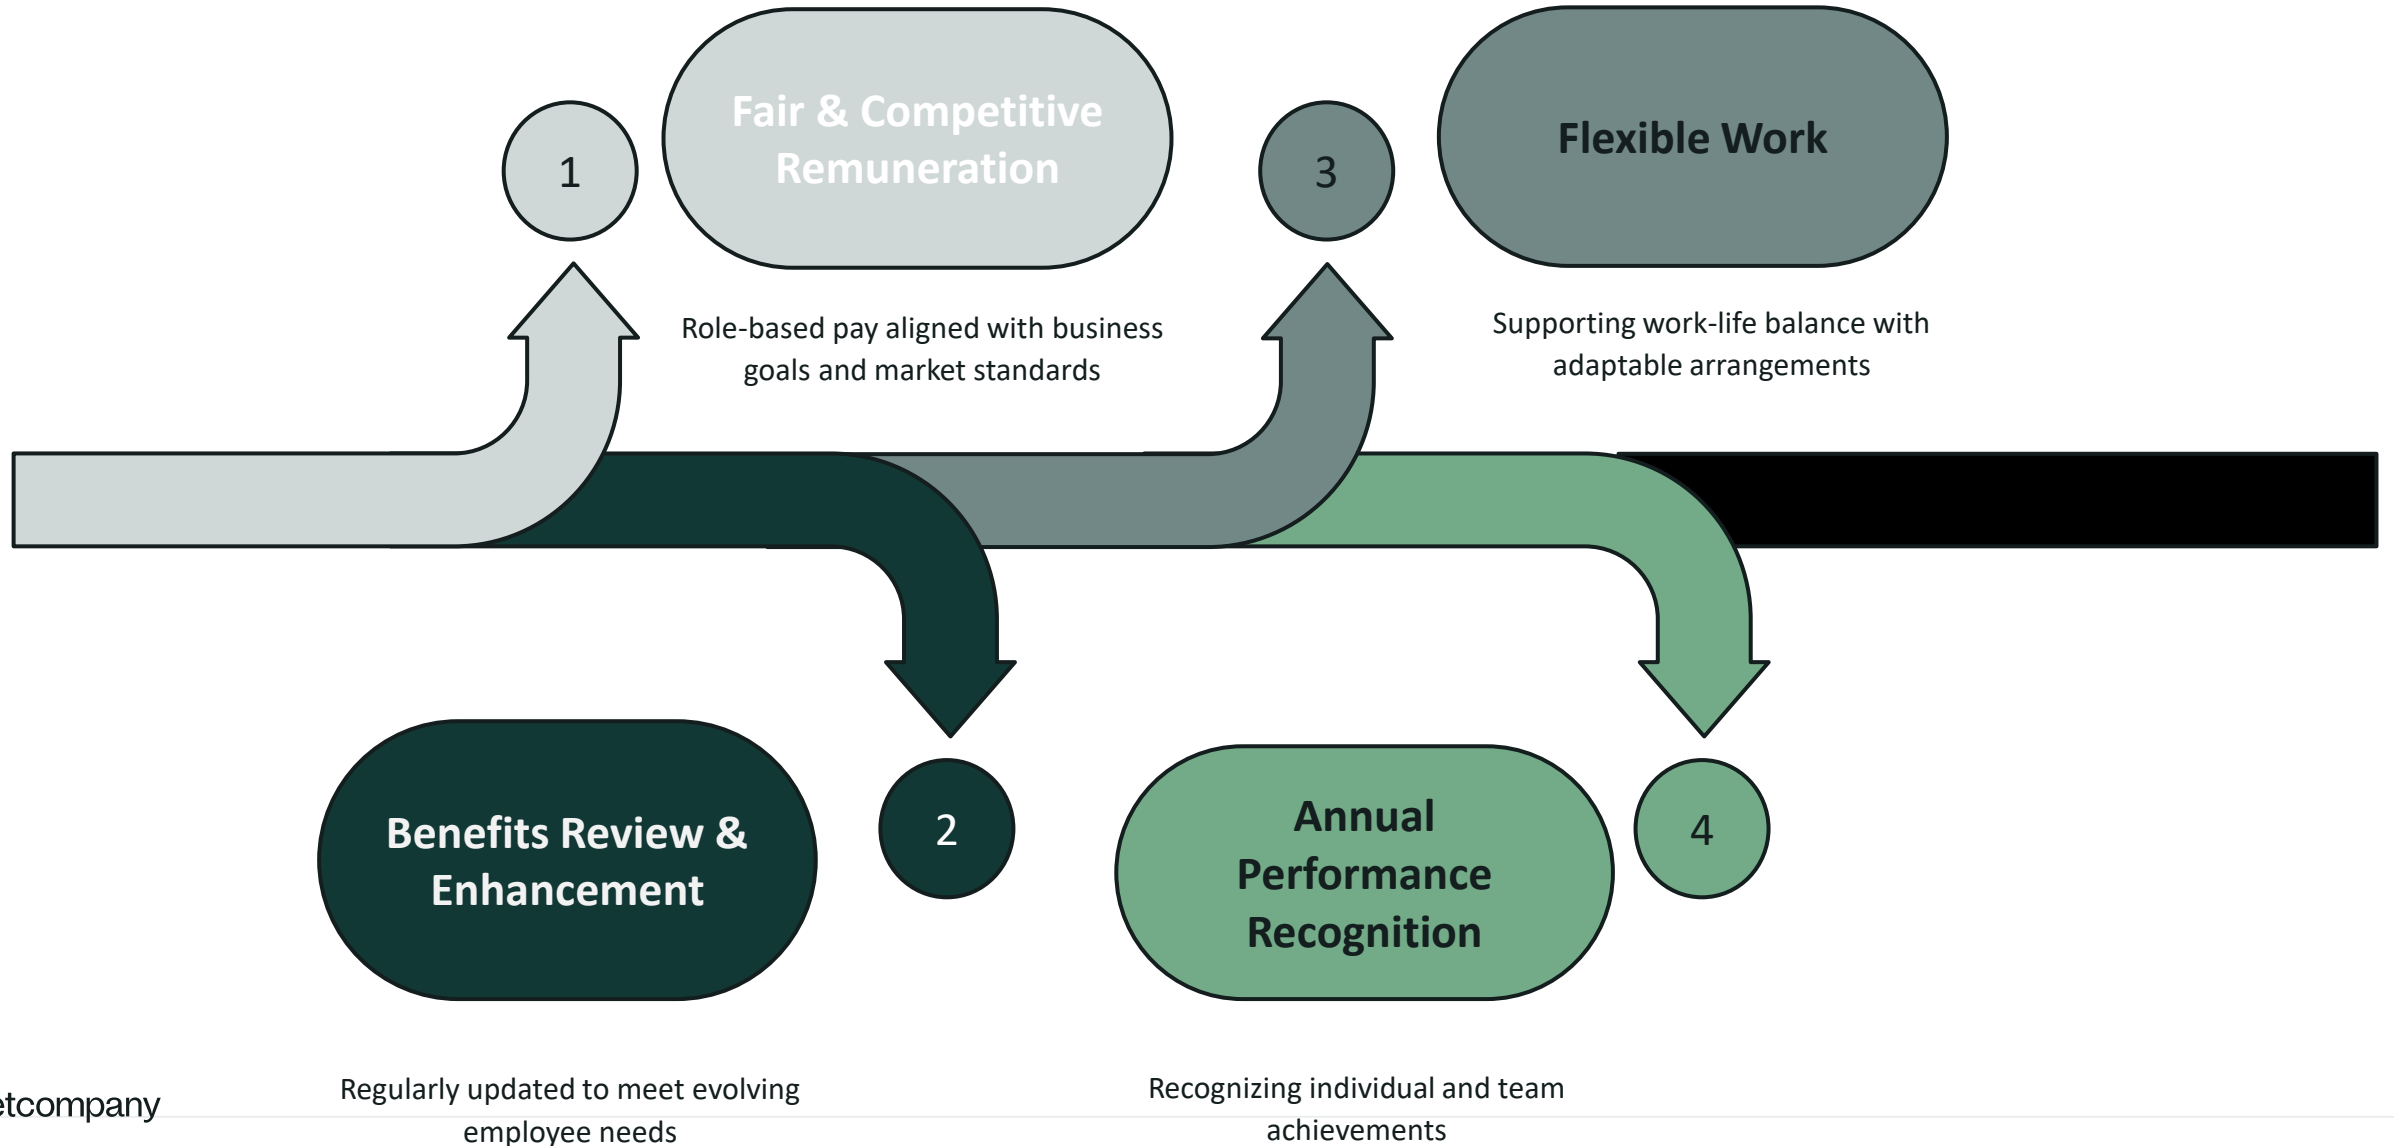 1
Fair & Competitive
Remuneration
Role-based pay aligned with business
goals and market standards
3
Flexible Work
Supporting work-life balance with
adaptable arrangements
Benefits Review &
Enhancement
2
Regularly updated to meet evolving
employee needs
Annual
Performance
Recognition
4
Recognizing individual and team
achievements
etcompany